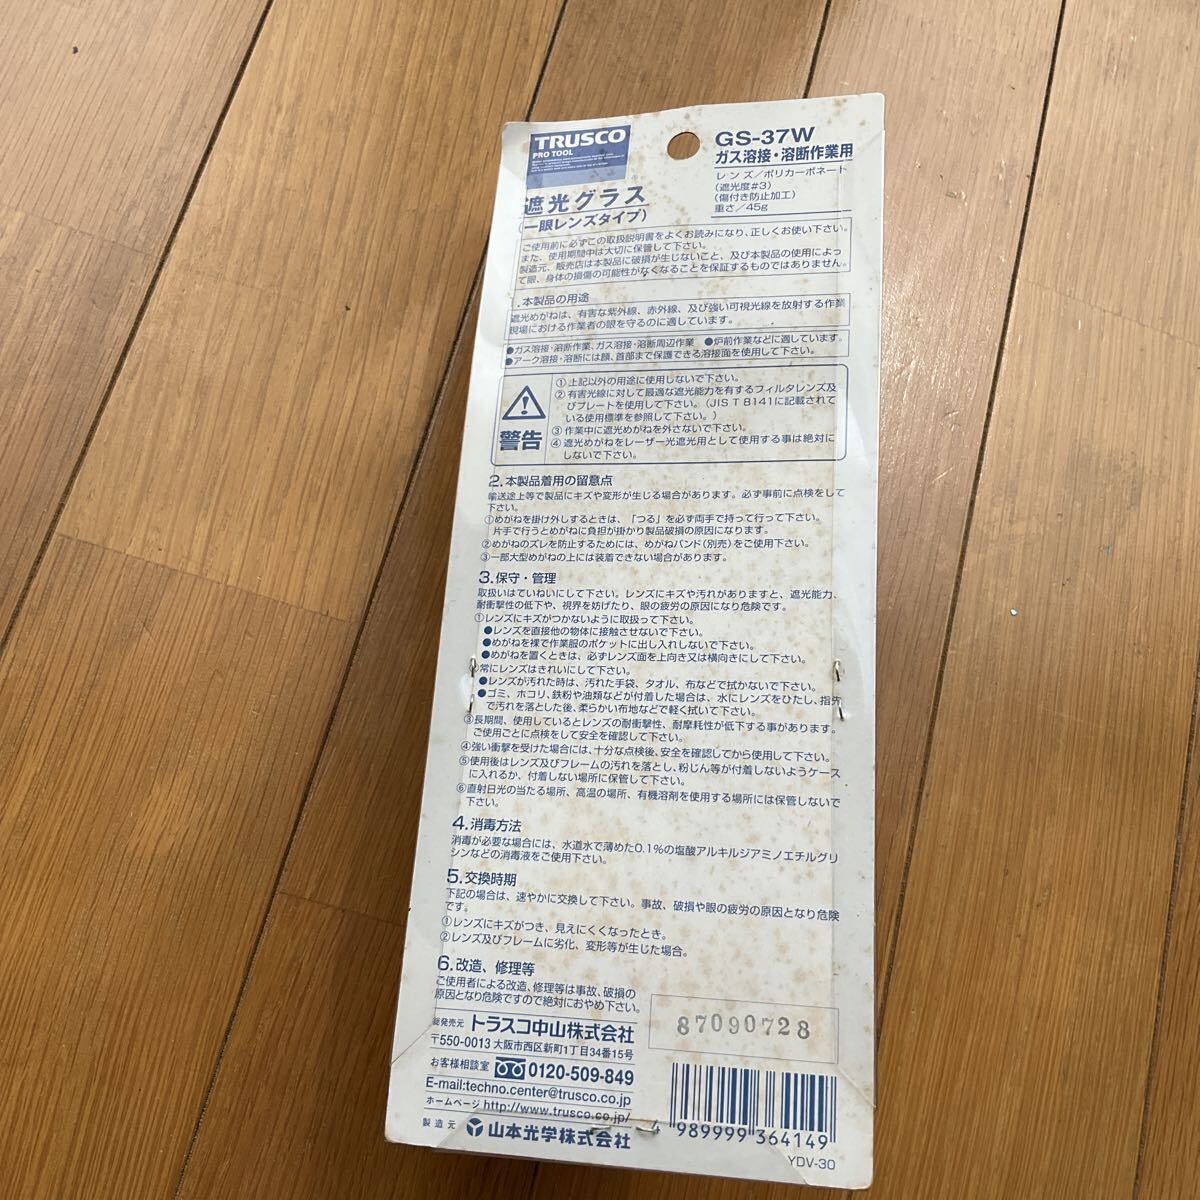 TRUSCO
PRO TOOL
GS-37W
ガス溶接・溶断作業用
レンズ/ポリカーボネート
(遮光度#3)
(傷付き防止加工)
重さ/45g
遮光グラス
(一眼レンズタイプ)
ご使用前に必ずこの取扱説明書をよくお読みになり、正しくお使い下さい。
また、使用期間中は大切に保管して下さい。
製造元、販売店は本製品に破損が生じないこと、及び本製品の使用によっ
て眼、身体の損傷の可能性がなくなることを保証するものではありません。
1.本製品の用途
遮光めがねは、有害な紫外線、赤外線、及び強い可視光線を放射する作業
現場における作業者の眼を守るのに適しています。
●ガス溶接・溶断作業、ガス溶接・溶断周辺作業 ●炉前作業などに適しています。
●アーク溶接・溶断には顔、首部まで保護できる溶接面を使用して下さい。
警告
①上記以外の用途に使用しないで下さい。
②有害光線に対して最適な遮光能力を有するフィルタレンズ及
びプレートを使用して下さい。(JIS T 8141に記載されて
いる使用標準を参照して下さい。)
③作業中に遮光めがねを外さないで下さい。
④遮光めがねをレーザー光遮光用として使用する事は絶対に
しないで下さい。
2.本製品着用の留意点
輸送途上等で製品にキズや変形が生じる場合があります。必ず事前に点検をして
下さい。
①めがねを掛け外しするときは、「つる」を必ず両手で持って行って下さい。
片手で行うとめがねに負担が掛かり製品破損の原因になります。
②めがねのズレを防止するためには、めがねバンド(別売)をご使用下さい。
③一部大型めがねの上には装着できない場合があります。
3.保守・管理
取扱いはていねいにして下さい。レンズにキズや汚れがありますと、遮光能力、
耐衝撃性の低下や、視界を妨げたり、眼の疲労の原因になり危険です。
①レンズにキズがつかないように取扱って下さい。
●レンズを直接他の物体に接触させないで下さい。
●めがねを裸で作業服のポケットに出し入れしないで下さい。
●めがねを置くときは、必ずレンズ面を上向き又は横向きにして下さい。
常にレンズはきれいにして下さい。
●レンズが汚れた時は、汚れた手袋、タオル、布などで拭かないで下さい。
●ゴミ、ホコリ、鉄粉や油類などが付着した場合は、水にレンズをひたし、指先
で汚れを落とした後、柔らかい布地などで軽く拭いて下さい。
③長期間、使用しているとレンズの耐衝撃性、耐摩耗性が低下する事があります。
ご使用ごとに点検をして安全を確認して下さい。
④強い衝撃を受けた場合には、十分な点検後、安全を確認してから使用して下さい。
⑤使用後はレンズ及びフレームの汚れを落とし、粉じん等が付着しないようケース
に入れるか、付着しない場所に保管して下さい。
⑥直射日光の当たる場所、高温の場所、有機溶剤を使用する場所には保管しないで
下さい。
4.消毒方法
消毒が必要な場合には、水道水で薄めた0.1%の塩酸アルキルジアミノエチルグリ
シンなどの消毒液をご使用下さい。
5.交換時期
下記の場合は、速やかに交換して下さい。事故、破損や眼の疲労の原因となり危険
です。
①レンズにキズがつき、見えにくくなったとき。
②レンズ及びフレームに劣化、変形等が生じた場合。
6.改造、修理等
ご使用者による改造、修理等は事故、破損の
原因となり危険ですので絶対におやめ下さい。
87090728
発売元 トラスコ中山株式会社
〒550-0013 大阪市西区新町1丁目34番15号
お客様相談室 0120-509-849
E-mail:techno.center@trusco.co.jp
ホームページ http://www.trusco.co.jp/
製造元 山本光学株式会社
4 989999 364149
YDV-30